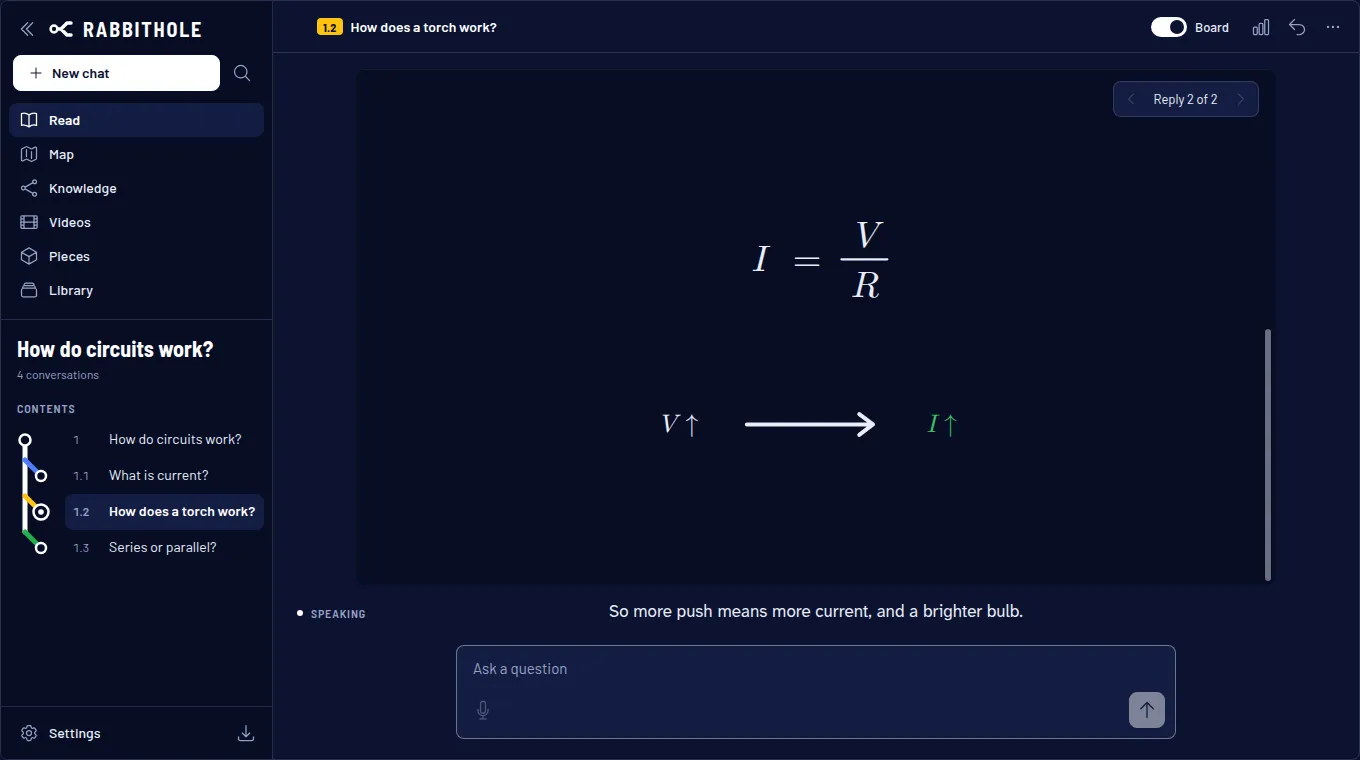 RABBITHOLE
New chat
Read
Map
Knowledge
Videos
Pieces
Library
How do circuits work?
4 conversations
CONTENTS
1 How do circuits work?
1.1 What is current?
1.2 How does a torch work?
1.3 Series or parallel?
Settings
1.2 How does a torch work?
Board
Reply 2 of 2
I = V/R
V↑ → I↑
SPEAKING
So more push means more current, and a brighter bulb.
Ask a question